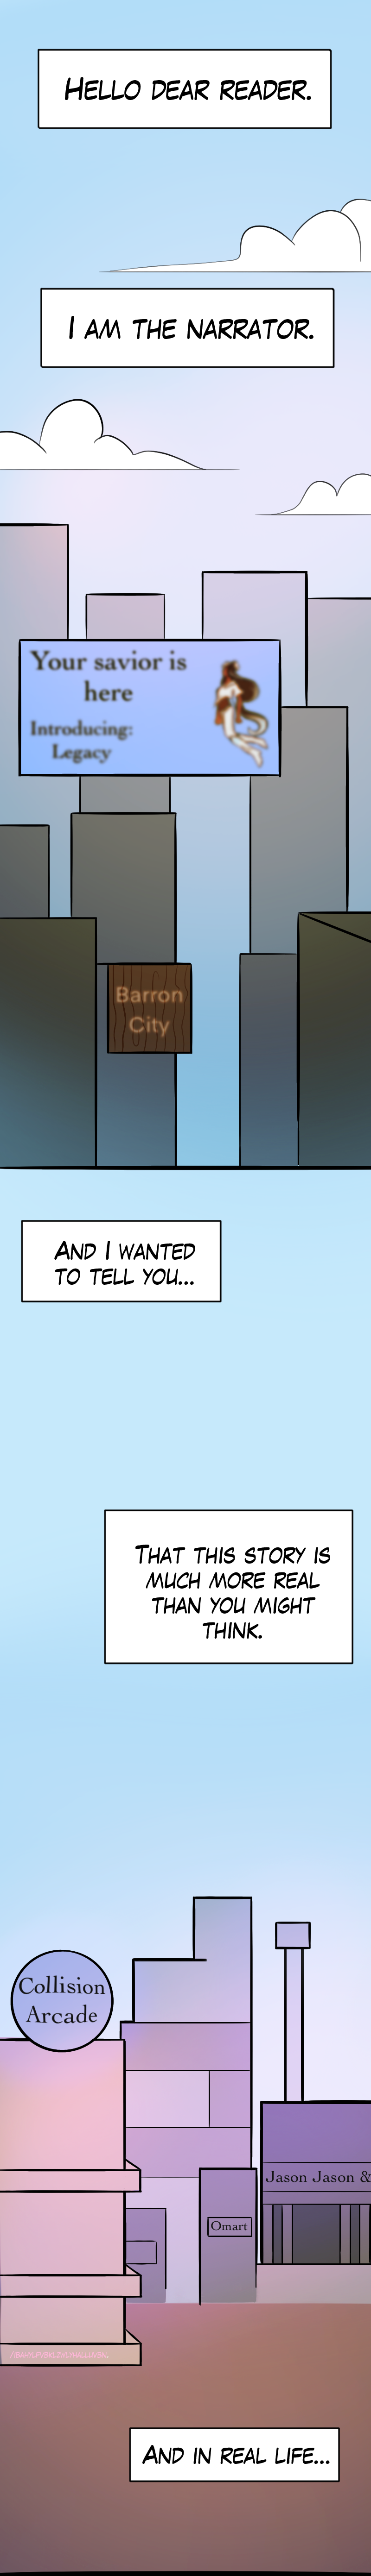 HELLO DEAR READER.
I AM THE NARRATOR.
Your savior is
here
Introducing:
Legacy
Barron
City
AND I WANTED
TO TELL YOU...
THAT THIS STORY IS
MUCH MORE REAL
THAN YOU MIGHT
THINK.
Collision
Arcade
Jason Jason &
Omart
AND IN REAL LIFE...